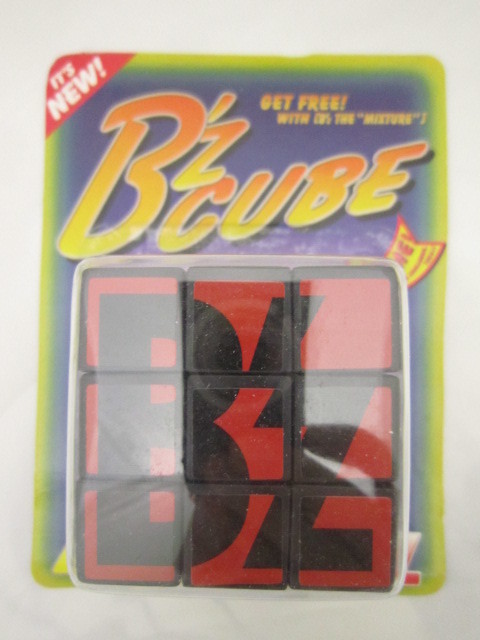 IT'S
NEW!
GET FREE!
WITH [B'z THE "MIXTURE"]
B'z
CUBE
B'z